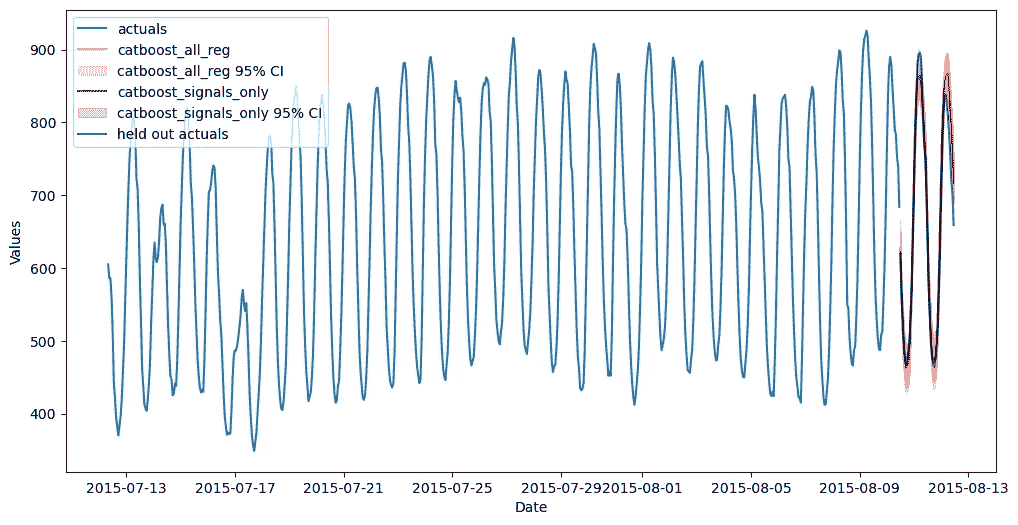 actuals
catboost_all_reg
catboost_all_reg 95% CI
catboost_signals_only
catboost_signals_only 95% CI
held out actuals
900
800
700
600
500
400
Values
2015-07-13 2015-07-17 2015-07-21 2015-07-25 2015-07-29 2015-08-01 2015-08-05 2015-08-09 2015-08-13
Date